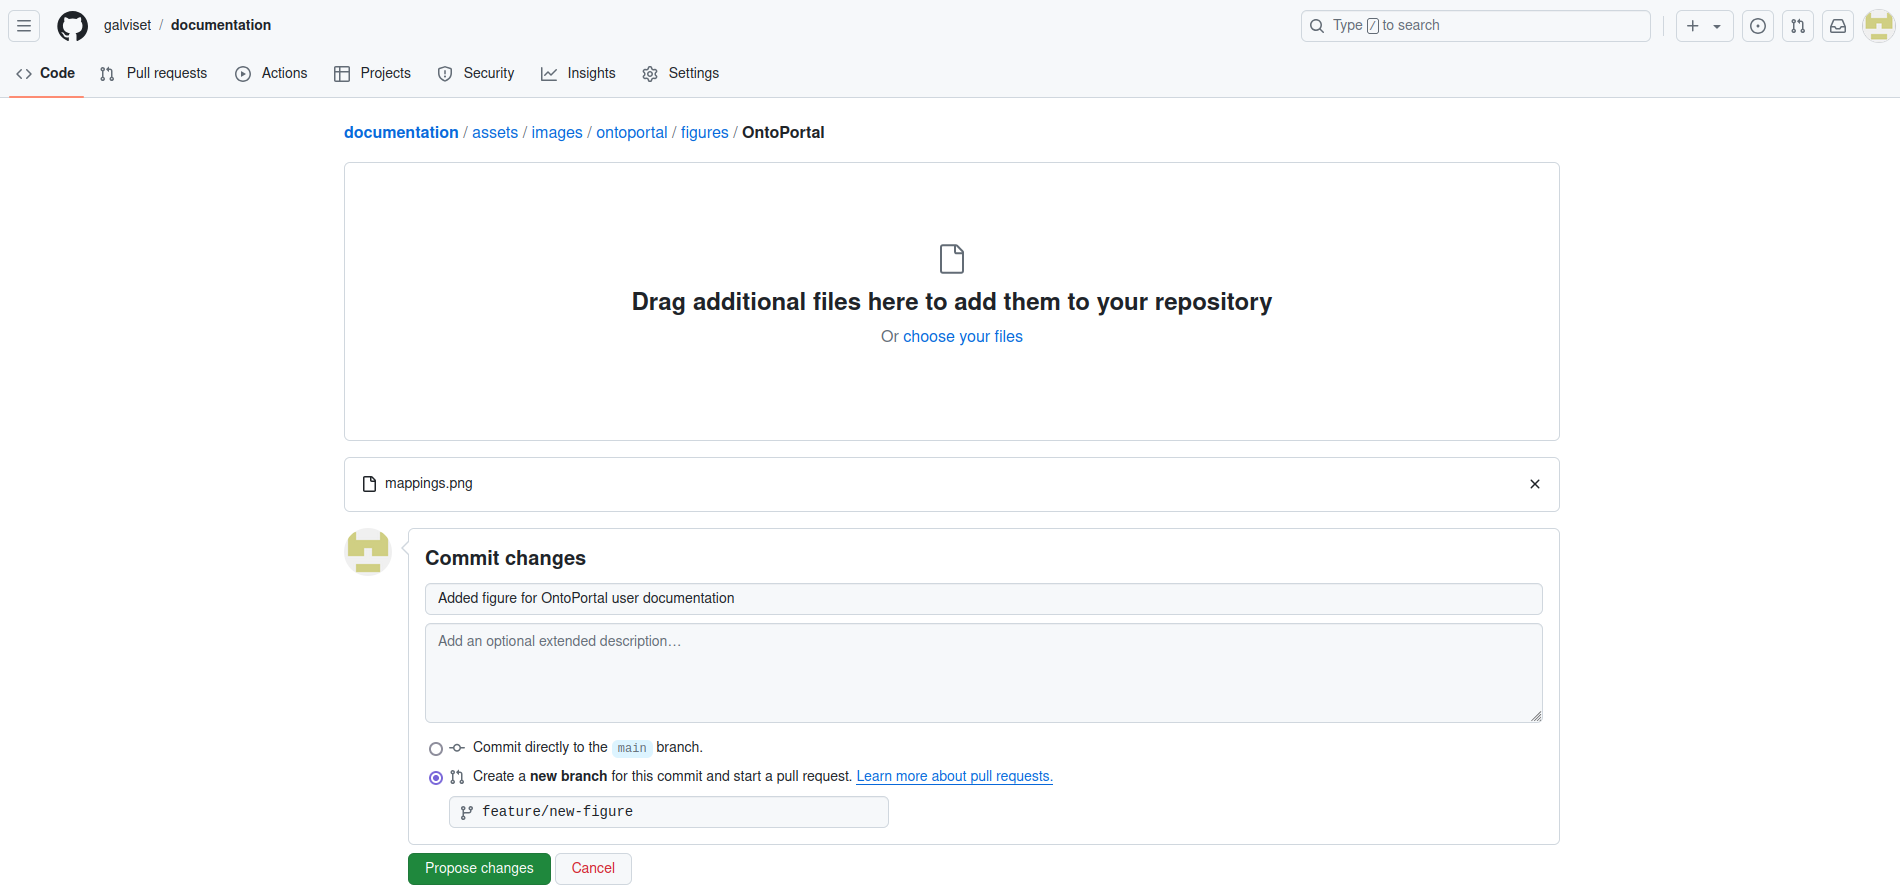 galviset / documentation
Type / to search
Code Pull requests Actions Projects Security Insights Settings
documentation / assets / images / ontoportal / figures / OntoPortal
Drag additional files here to add them to your repository
Or choose your files
mappings.png
Commit changes
Added figure for OntoPortal user documentation
Add an optional extended description…
Commit directly to the main branch.
Create a new branch for this commit and start a pull request. Learn more about pull requests.
feature/new-figure
Propose changes Cancel